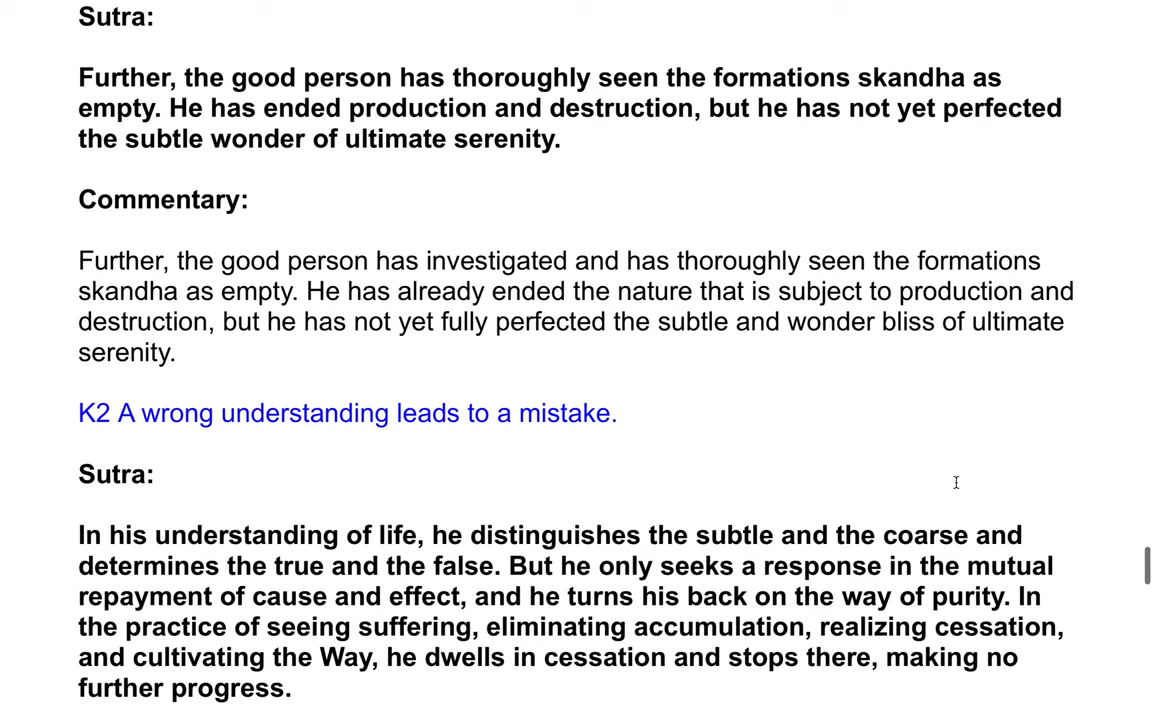 Sutra:
Further, the good person has thoroughly seen the formations skandha as
empty. He has ended production and destruction, but he has not yet perfected
the subtle wonder of ultimate serenity.
Commentary:
Further, the good person has investigated and has thoroughly seen the formations
skandha as empty. He has already ended the nature that is subject to production and
destruction, but he has not yet fully perfected the subtle and wonder bliss of ultimate
serenity.
K2 A wrong understanding leads to a mistake.
Sutra:
In his understanding of life, he distinguishes the subtle and the coarse and
determines the true and the false. But he only seeks a response in the mutual
repayment of cause and effect, and he turns his back on the way of purity. In
the practice of seeing suffering, eliminating accumulation, realizing cessation,
and cultivating the Way, he dwells in cessation and stops there, making no
further progress.